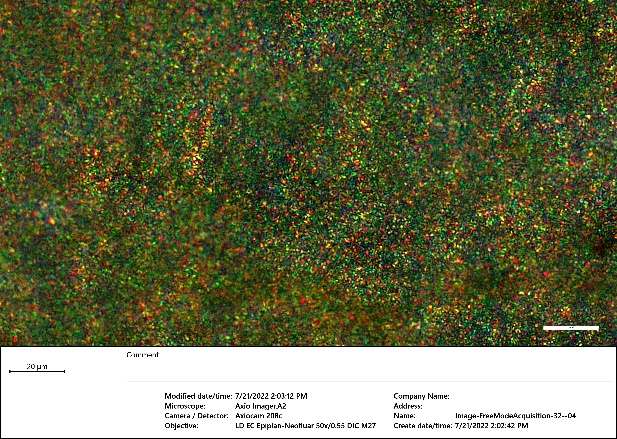 Comment
20 µm
Modified date/time: 7/21/2022 2:03:12 PM
Microscope: Axio Imager.A2
Camera / Detector: Axiocam 208c
Objective: LD EC Epiplan-Neofluar 50x/0.55 DIC M27
Company Name:
Address:
Name: Image-FreeModeAcquisition-32--04
Create date/time: 7/21/2022 2:02:42 PM